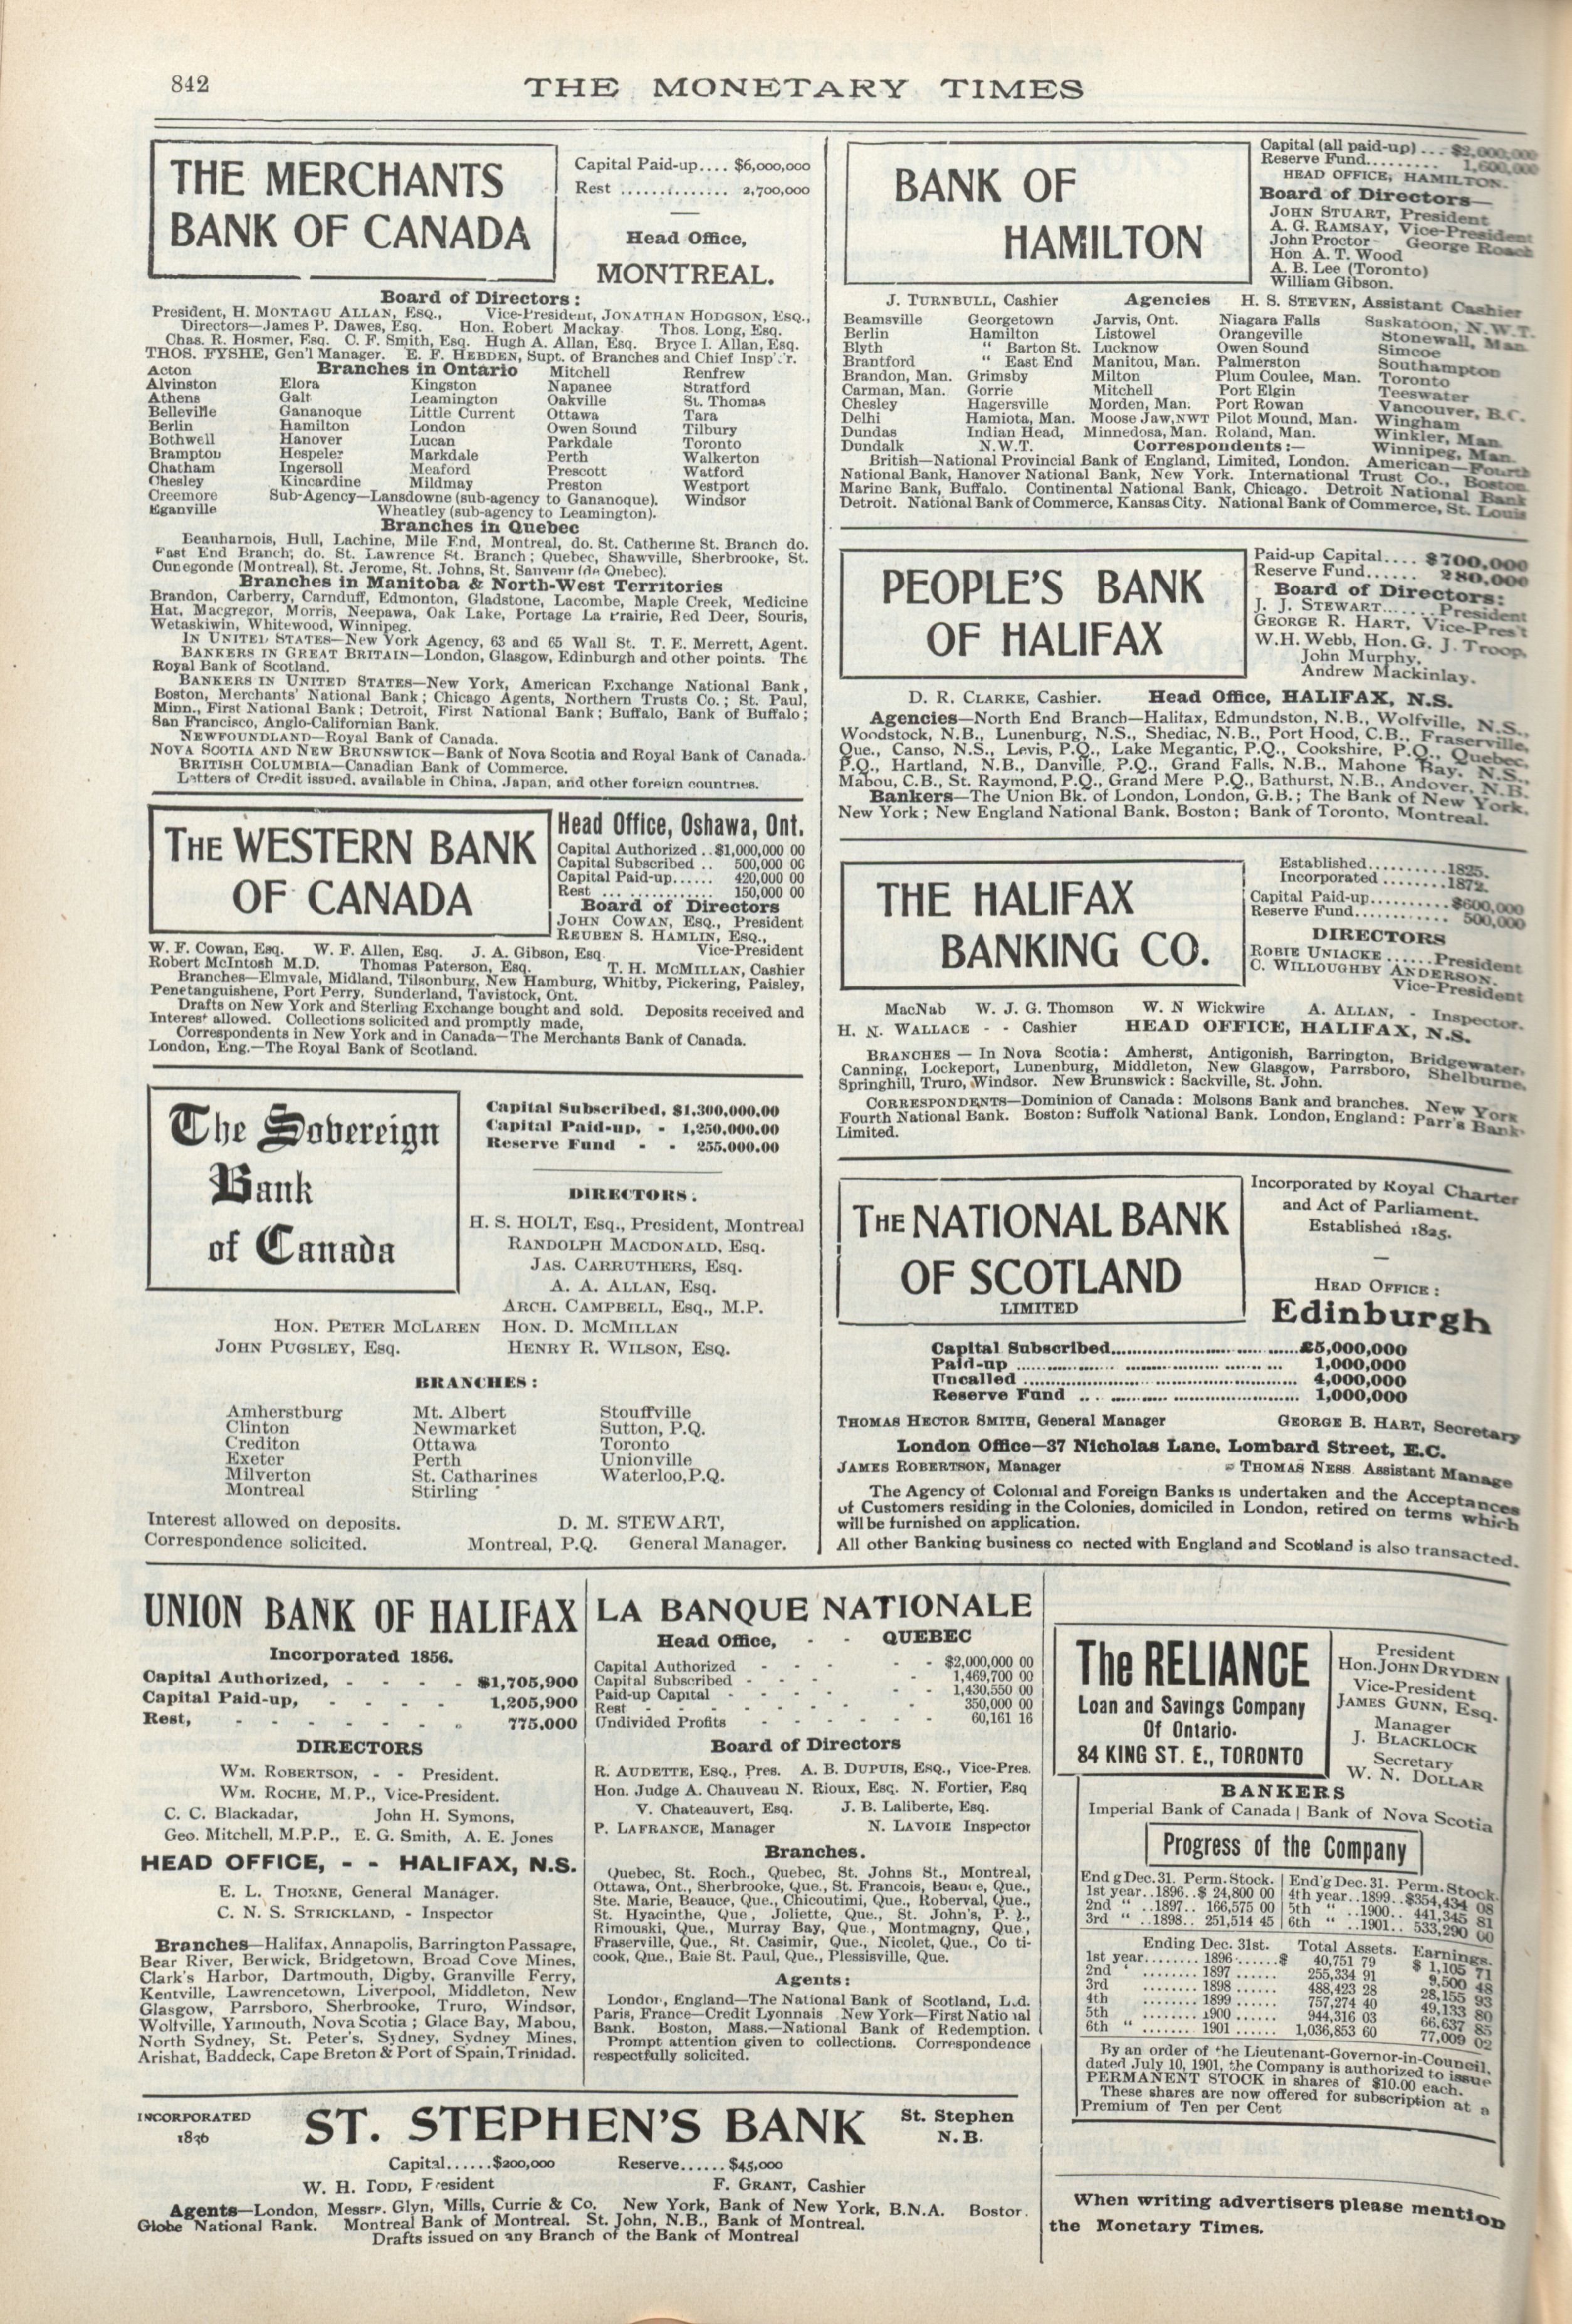 842
THE MONETARY TIMES
THE MERCHANTS
BANK OF CANADA
Capital Paid-up.... $6,000,000
Rest .............. 2,700,000
Head Office,
MONTREAL.
Board of Directors:
President, H. MONTAGU ALLAN, ESQ., Vice-President, JONATHAN HODGSON, ESQ.,
Directors—James P. Dawes, Esq. Hon. Robert Mackay. Thos. Long, Esq.
Chas. R. Hosmer, Esq. C. F. Smith, Esq. Hugh A. Allan, Esq. Bryce I. Allan, Esq.
THOS. FYSHE, Gen'l Manager. E. F. HEBDEN, Supt. of Branches and Chief Insp'r.
Branches in Ontario
Acton Mitchell Renfrew
Alvinston Elora Kingston Napanee Stratford
Athens Galt Leamington Oakville St. Thomas
Belleville Gananoque Little Current Ottawa Tara
Berlin Hamilton London Owen Sound Tilbury
Bothwell Hanover Lucan Parkdale Toronto
Brampton Hespeler Markdale Perth Walkerton
Chatham Ingersoll Meaford Prescott Watford
Chesley Kincardine Mildmay Preston Westport
Creemore Sub-Agency—Lansdowne (sub-agency to Gananoque). Windsor
Eganville Wheatley (sub-agency to Leamington).
Branches in Quebec
Beauharnois, Hull, Lachine, Mile End, Montreal, do. St. Catherine St. Branch do.
East End Branch; do. St. Lawrence St. Branch; Quebec, Shawville, Sherbrooke, St.
Cunegonde (Montreal), St. Jerome, St. Johns, St. Sauveur (de Quebec).
Branches in Manitoba & North-West Territories
Brandon, Carberry, Carnduff, Edmonton, Gladstone, Lacombe, Maple Creek, Medicine
Hat, Macgregor, Morris, Neepawa, Oak Lake, Portage La Prairie, Red Deer, Souris,
Wetaskiwin, Whitewood, Winnipeg.
IN UNITED STATES—New York Agency, 63 and 65 Wall St. T. E. Merrett, Agent.
BANKERS IN GREAT BRITAIN—London, Glasgow, Edinburgh and other points. The
Royal Bank of Scotland.
BANKERS IN UNITED STATES—New York, American Exchange National Bank,
Boston, Merchants' National Bank; Chicago Agents, Northern Trusts Co.; St. Paul,
Minn., First National Bank; Detroit, First National Bank; Buffalo, Bank of Buffalo;
San Francisco, Anglo-Californian Bank.
NEWFOUNDLAND—Royal Bank of Canada.
NOVA SCOTIA AND NEW BRUNSWICK—Bank of Nova Scotia and Royal Bank of Canada.
BRITISH COLUMBIA—Canadian Bank of Commerce.
Letters of Credit issued, available in China, Japan, and other foreign countries.
THE WESTERN BANK
OF CANADA
Head Office, Oshawa, Ont.
Capital Authorized .. $1,000,000 00
Capital Subscribed .. 500,000 00
Capital Paid-up...... 420,000 00
Rest ... ............ 150,000 00
Board of Directors
JOHN COWAN, ESQ., President
REUBEN S. HAMLIN, ESQ.,
Vice-President
W. F. Cowan, Esq. W. F. Allen, Esq. J. A. Gibson, Esq.
Robert McIntosh M.D. Thomas Paterson, Esq. T. H. MCMILLAN, Cashier
Branches—Elmvale, Midland, Tilsonburg, New Hamburg, Whitby, Pickering, Paisley,
Penetanguishene, Port Perry, Sunderland, Tavistock, Ont.
Drafts on New York and Sterling Exchange bought and sold. Deposits received and
Interest allowed. Collections solicited and promptly made,
Correspondents in New York and in Canada—The Merchants Bank of Canada.
London, Eng.—The Royal Bank of Scotland.
The Sovereign
Bank
of Canada
Capital Subscribed, $1,300,000.00
Capital Paid-up, - 1,250,000.00
Reserve Fund - - 255,000.00
DIRECTORS.
H. S. HOLT, Esq., President, Montreal
RANDOLPH MACDONALD, Esq.
JAS. CARRUTHERS, Esq.
A. A. ALLAN, Esq.
ARCH. CAMPBELL, Esq., M.P.
HON. PETER MCLAREN HON. D. MCMILLAN
JOHN PUGSLEY, Esq. HENRY R. WILSON, ESQ.
BRANCHES:
Amherstburg Mt. Albert Stouffville
Clinton Newmarket Sutton, P.Q.
Crediton Ottawa Toronto
Exeter Perth Unionville
Milverton St. Catharines Waterloo, P.Q.
Montreal Stirling
Interest allowed on deposits. D. M. STEWART,
Correspondence solicited. Montreal, P.Q. General Manager.
BANK OF
HAMILTON
Capital (all paid-up) ... $2,000,000
Reserve Fund......... 1,600,000
HEAD OFFICE, HAMILTON.
Board of Directors—
JOHN STUART, President
A. G. RAMSAY, Vice-President
John Proctor George Roach
Hon A. T. Wood
A. B. Lee (Toronto)
William Gibson.
J. TURNBULL, Cashier Agencies H. S. STEVEN, Assistant Cashier
Beamsville Georgetown Jarvis, Ont. Niagara Falls Saskatoon, N.W.T.
Berlin Hamilton Listowel Orangeville Stonewall, Man.
Blyth " Barton St. Lucknow Owen Sound Simcoe
Brantford " East End Manitou, Man. Palmerston Southampton
Brandon, Man. Grimsby Milton Plum Coulee, Man. Toronto
Carman, Man. Gorrie Mitchell Port Elgin Teeswater
Chesley Hagersville Morden, Man. Port Rowan Vancouver, B.C.
Delhi Hamiota, Man. Moose Jaw, NWT Pilot Mound, Man. Wingham
Dundas Indian Head, Minnedosa, Man. Roland, Man. Winkler, Man.
Dundalk N.W.T. Correspondents:— Winnipeg, Man.
British—National Provincial Bank of England, Limited, London. American—Fourth
National Bank, Hanover National Bank, New York. International Trust Co., Boston
Marine Bank, Buffalo. Continental National Bank, Chicago. Detroit National Bank
Detroit. National Bank of Commerce, Kansas City. National Bank of Commerce, St. Louis
PEOPLE'S BANK
OF HALIFAX
Paid-up Capital.... $700,000
Reserve Fund...... 280,000
Board of Directors:
J. J. STEWART....... President
GEORGE R. HART, Vice-Pres't
W. H. Webb, Hon. G. J. Troop,
John Murphy,
Andrew Mackinlay.
D. R. CLARKE, Cashier. Head Office, HALIFAX, N.S.
Agencies—North End Branch—Halifax, Edmundston, N.B., Wolfville, N.S.,
Woodstock, N.B., Lunenburg, N.S., Shediac, N.B., Port Hood, C.B., Fraserville,
Que., Canso, N.S., Levis, P.Q., Lake Megantic, P.Q., Cookshire, P.Q., Quebec,
P.Q., Hartland, N.B., Danville, P.Q., Grand Falls, N.B., Mahone Bay, N.S.,
Mabou, C.B., St. Raymond, P.Q., Grand Mere P.Q., Bathurst, N.B., Andover, N.B.
Bankers—The Union Bk. of London, London, G.B.; The Bank of New York,
New York; New England National Bank, Boston; Bank of Toronto, Montreal.
THE HALIFAX
BANKING CO.
Established.........1825.
Incorporated ........1872.
Capital Paid-up..........$600,000
Reserve Fund............ 500,000
DIRECTORS
ROBIE UNIACKE ...... President
C. WILLOUGHBY ANDERSON.
Vice-President
MacNab W. J. G. Thomson W. N Wickwire A. ALLAN, - Inspector.
H. N. WALLACE - - Cashier HEAD OFFICE, HALIFAX, N.S.
BRANCHES — In Nova Scotia: Amherst, Antigonish, Barrington, Bridgewater,
Canning, Lockeport, Lunenburg, Middleton, New Glasgow, Parrsboro, Shelburne,
Springhill, Truro, Windsor. New Brunswick: Sackville, St. John.
CORRESPONDENTS—Dominion of Canada: Molsons Bank and branches. New York
Fourth National Bank. Boston: Suffolk National Bank. London, England: Parr's Bank
Limited.
THE NATIONAL BANK
OF SCOTLAND
LIMITED
Incorporated by Royal Charter
and Act of Parliament.
Established 1825.
HEAD OFFICE:
Edinburgh
Capital Subscribed.............................. £5,000,000
Paid-up .............................. 1,000,000
Uncalled .............................. 4,000,000
Reserve Fund .............................. 1,000,000
THOMAS HECTOR SMITH, General Manager GEORGE B. HART, Secretary
London Office—37 Nicholas Lane, Lombard Street, E.C.
JAMES ROBERTSON, Manager THOMAS NESS Assistant Manage
The Agency of Colonial and Foreign Banks is undertaken and the Acceptances
of Customers residing in the Colonies, domiciled in London, retired on terms which
will be furnished on application.
All other Banking business co nected with England and Scotland is also transacted.
UNION BANK OF HALIFAX
Incorporated 1856.
Capital Authorized, - - - - $1,705,900
Capital Paid-up, - - - - 1,205,900
Rest, - - - - - - 775,000
DIRECTORS
WM. ROBERTSON, - - President.
WM. ROCHE, M.P., Vice-President.
C. C. Blackadar, John H. Symons,
Geo. Mitchell, M.P.P., E. G. Smith, A. E. Jones
HEAD OFFICE, - - HALIFAX, N.S.
E. L. THORNE, General Manager.
C. N. S. STRICKLAND, - Inspector
Branches—Halifax, Annapolis, Barrington Passage,
Bear River, Berwick, Bridgetown, Broad Cove Mines,
Clark's Harbor, Dartmouth, Digby, Granville Ferry,
Kentville, Lawrencetown, Liverpool, Middleton, New
Glasgow, Parrsboro, Sherbrooke, Truro, Windsor,
Wolfville, Yarmouth, Nova Scotia; Glace Bay, Mabou,
North Sydney, St. Peter's, Sydney, Sydney Mines,
Arishat, Baddeck, Cape Breton & Port of Spain, Trinidad.
LA BANQUE NATIONALE
Head Office, - - QUEBEC
Capital Authorized - - - - - $2,000,000 00
Capital Subscribed - - - - 1,469,700 00
Paid-up Capital - - - - - 1,430,550 00
Rest - - - - - - - 350,000 00
Undivided Profits - - - - - 60,161 16
Board of Directors
R. AUDETTE, ESQ., Pres. A. B. DUPUIS, ESQ., Vice-Pres.
Hon. Judge A. Chauveau N. Rioux, Esq. N. Fortier, Esq
V. Chateauvert, Esq. J. B. Laliberte, Esq.
P. LAFRANCE, Manager N. LAVOIE Inspector
Branches.
Quebec, St. Roch., Quebec, St. Johns St., Montreal,
Ottawa, Ont., Sherbrooke, Que., St. Francois, Beauce, Que.,
Ste. Marie, Beauce, Que., Chicoutimi, Que., Roberval, Que.,
St. Hyacinthe, Que, Joliette, Que., St. John's, P.Q.,
Rimouski, Que., Murray Bay, Que., Montmagny, Que,
Fraserville, Que., St. Casimir, Que., Nicolet, Que., Co ti-
cook, Que., Baie St. Paul, Que., Plessisville, Que.
Agents:
London, England—The National Bank of Scotland, Ltd.
Paris, France—Credit Lyonnais New York—First Natio nal
Bank. Boston, Mass.—National Bank of Redemption.
Prompt attention given to collections. Correspondence
respectfully solicited.
The RELIANCE
Loan and Savings Company
Of Ontario.
84 KING ST. E., TORONTO
President
Hon. JOHN DRYDEN
Vice-President
JAMES GUNN, Esq.
Manager
J. BLACKLOCK
Secretary
W. N. DOLLAR
BANKERS
Imperial Bank of Canada | Bank of Nova Scotia
Progress of the Company
End g Dec. 31. Perm. Stock. | End'g Dec. 31. Perm. Stock.
1st year..1896..$ 24,800 00 | 4th year..1899..$354,434 08
2nd " ..1897.. 166,575 00 | 5th " ..1900.. 441,345 81
3rd " ..1898.. 251,514 45 | 6th " ..1901.. 533,290 00
Ending Dec. 31st. Total Assets. Earnings.
1st year........ 1896 ......$ 40,751 79 $ 1,105 71
2nd ' ........ 1897 ...... 255,334 91 9,500 48
3rd ........ 1898 ...... 488,423 28 28,155 93
4th ........ 1899 ...... 757,274 40 49,133 80
5th ........ 1900 ...... 944,316 03 66,637 85
6th " ........ 1901 ...... 1,036,853 60 77,009 02
By an order of the Lieutenant-Governor-in-Council,
dated July 10, 1901, the Company is authorized to issue
PERMANENT STOCK in shares of $10.00 each.
These shares are now offered for subscription at a
Premium of Ten per Cent
INCORPORATED
1836
ST. STEPHEN'S BANK
St. Stephen
N.B.
Capital......$200,000 Reserve......$45,000
W. H. TODD, President F. GRANT, Cashier
Agents—London, Messrs. Glyn, Mills, Currie & Co. New York, Bank of New York, B.N.A. Boston.
Globe National Bank. Montreal Bank of Montreal. St. John, N.B., Bank of Montreal.
Drafts issued on any Branch of the Bank of Montreal
When writing advertisers please mention
the Monetary Times.